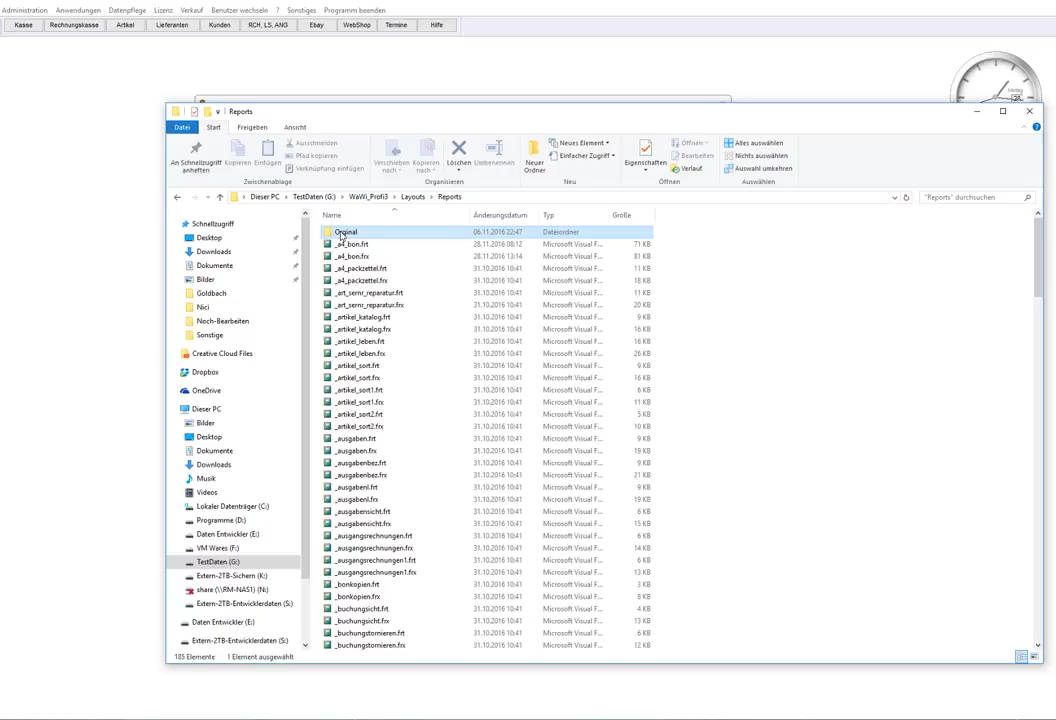 Administration Anwendungen Datenpflege Lizenz Verkauf Benutzer wechseln ? Sonstiges Programm beenden
Kasse Rechnungskasse Artikel Lieferanten Kunden RCH, LS, ANG Ebay WebShop Termine Hilfe
Montag
28
Reports
Datei Start Freigeben Ansicht
An Schnellzugriff anheften
Kopieren
Einfügen
Ausschneiden
Pfad kopieren
Verknüpfung einfügen
Zwischenablage
Verschieben nach
Kopieren nach
Löschen
Umbenennen
Organisieren
Neuer Ordner
Neues Element
Einfacher Zugriff
Neu
Eigenschaften
Öffnen
Bearbeiten
Verlauf
Öffnen
Alles auswählen
Nichts auswählen
Auswahl umkehren
Auswählen
Dieser PC > TestDaten (G:) > WaWi_Profi3 > Layouts > Reports
"Reports" durchsuchen
Schnellzugriff
Desktop
Downloads
Dokumente
Bilder
Goldbach
Nici
Noch-Bearbeiten
Sonstige
Creative Cloud Files
Dropbox
OneDrive
Dieser PC
Bilder
Desktop
Dokumente
Downloads
Musik
Videos
Lokaler Datenträger (C:)
Programme (D:)
Daten Entwickler (E:)
VM Wares (F:)
TestDaten (G:)
Extern-2TB-Sichern (K:)
share (\\RM-NAS1) (N:)
Extern-2TB-Entwicklerdaten (S:)
Daten Entwickler (E:)
Extern-2TB-Entwicklerdaten (S:)
Name Änderungsdatum Typ Größe
Orginal 06.11.2016 22:47 Dateiordner
_a4_bon.frt 28.11.2016 08:12 Microsoft Visual F... 71 KB
_a4_bon.frx 28.11.2016 13:14 Microsoft Visual F... 81 KB
_a4_packzettel.frt 31.10.2016 10:41 Microsoft Visual F... 11 KB
_a4_packzettel.frx 31.10.2016 10:41 Microsoft Visual F... 18 KB
_art_sernr_reparatur.frt 31.10.2016 10:41 Microsoft Visual F... 11 KB
_art_sernr_reparatur.frx 31.10.2016 10:41 Microsoft Visual F... 20 KB
_artikel_katalog.frt 31.10.2016 10:41 Microsoft Visual F... 9 KB
_artikel_katalog.frx 31.10.2016 10:41 Microsoft Visual F... 16 KB
_artikel_leben.frt 31.10.2016 10:41 Microsoft Visual F... 16 KB
_artikel_leben.frx 31.10.2016 10:41 Microsoft Visual F... 26 KB
_artikel_sort.frt 31.10.2016 10:41 Microsoft Visual F... 9 KB
_artikel_sort.frx 31.10.2016 10:41 Microsoft Visual F... 16 KB
_artikel_sort1.frt 31.10.2016 10:41 Microsoft Visual F... 6 KB
_artikel_sort1.frx 31.10.2016 10:41 Microsoft Visual F... 11 KB
_artikel_sort2.frt 31.10.2016 10:41 Microsoft Visual F... 5 KB
_artikel_sort2.frx 31.10.2016 10:41 Microsoft Visual F... 10 KB
_ausgaben.frt 31.10.2016 10:41 Microsoft Visual F... 9 KB
_ausgaben.frx 31.10.2016 10:41 Microsoft Visual F... 19 KB
_ausgabenbez.frt 31.10.2016 10:41 Microsoft Visual F... 9 KB
_ausgabenbez.frx 31.10.2016 10:41 Microsoft Visual F... 21 KB
_ausgabenl.frt 31.10.2016 10:41 Microsoft Visual F... 9 KB
_ausgabenl.frx 31.10.2016 10:41 Microsoft Visual F... 19 KB
_ausgabensicht.frt 31.10.2016 10:41 Microsoft Visual F... 6 KB
_ausgabensicht.frx 31.10.2016 10:41 Microsoft Visual F... 15 KB
_ausgangsrechnungen.frt 31.10.2016 10:41 Microsoft Visual F... 6 KB
_ausgangsrechnungen.frx 31.10.2016 10:41 Microsoft Visual F... 14 KB
_ausgangsrechnungen1.frt 31.10.2016 10:41 Microsoft Visual F... 6 KB
_ausgangsrechnungen1.frx 31.10.2016 10:41 Microsoft Visual F... 13 KB
_bonkopien.frt 31.10.2016 10:41 Microsoft Visual F... 3 KB
_bonkopien.frx 31.10.2016 10:41 Microsoft Visual F... 8 KB
_buchungsicht.frt 31.10.2016 10:41 Microsoft Visual F... 4 KB
_buchungsicht.frx 31.10.2016 10:41 Microsoft Visual F... 13 KB
_buchungstornieren.frt 31.10.2016 10:41 Microsoft Visual F... 6 KB
_buchungstornieren.frx 31.10.2016 10:41 Microsoft Visual F... 12 KB
185 Elemente 1 Element ausgewählt